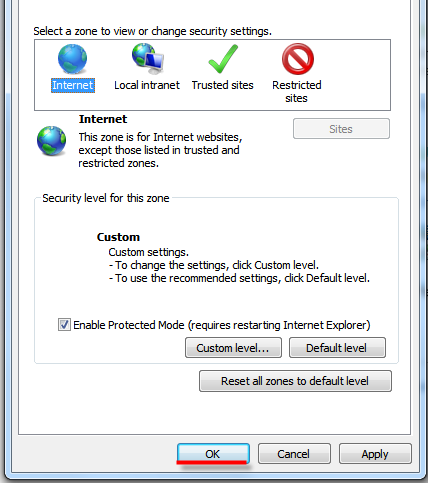 Select a zone to view or change security settings.
Internet
Local intranet
Trusted sites
Restricted
sites
Internet
This zone is for Internet websites,
except those listed in trusted and
restricted zones.
Sites
Security level for this zone
Custom
Custom settings.
- To change the settings, click Custom level.
- To use the recommended settings, click Default level.
Enable Protected Mode (requires restarting Internet Explorer)
Custom level...
Default level
Reset all zones to default level
OK
Cancel
Apply